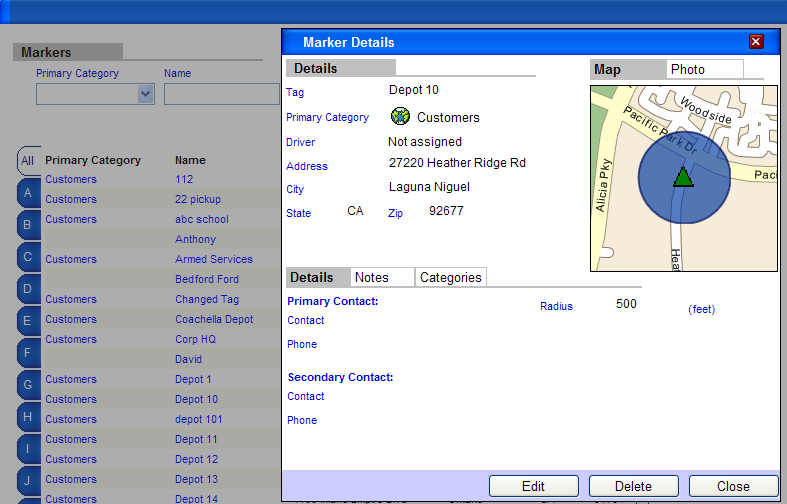 Markers
Primary Category Name
All Primary Category Name
Customers 112
A Customers 22 pickup
B Customers abc school
Anthony
C Customers Armed Services
D Bedford Ford
Customers Changed Tag
E Customers Coachella Depot
Customers Corp HQ
F David
G Customers Depot 1
Customers Depot 10
H Customers depot 101
Customers Depot 11
I Customers Depot 12
J Customers Depot 13
Customers Depot 14
Marker Details
Details
Tag Depot 10
Primary Category Customers
Driver Not assigned
Address 27220 Heather Ridge Rd
City Laguna Niguel
State CA Zip 92677
Map Photo
Woodside
Pacific Park Dr
Paci
Alicia Pky
Hea
Details Notes Categories
Primary Contact: Radius 500 (feet)
Contact
Phone
Secondary Contact:
Contact
Phone
Edit Delete Close